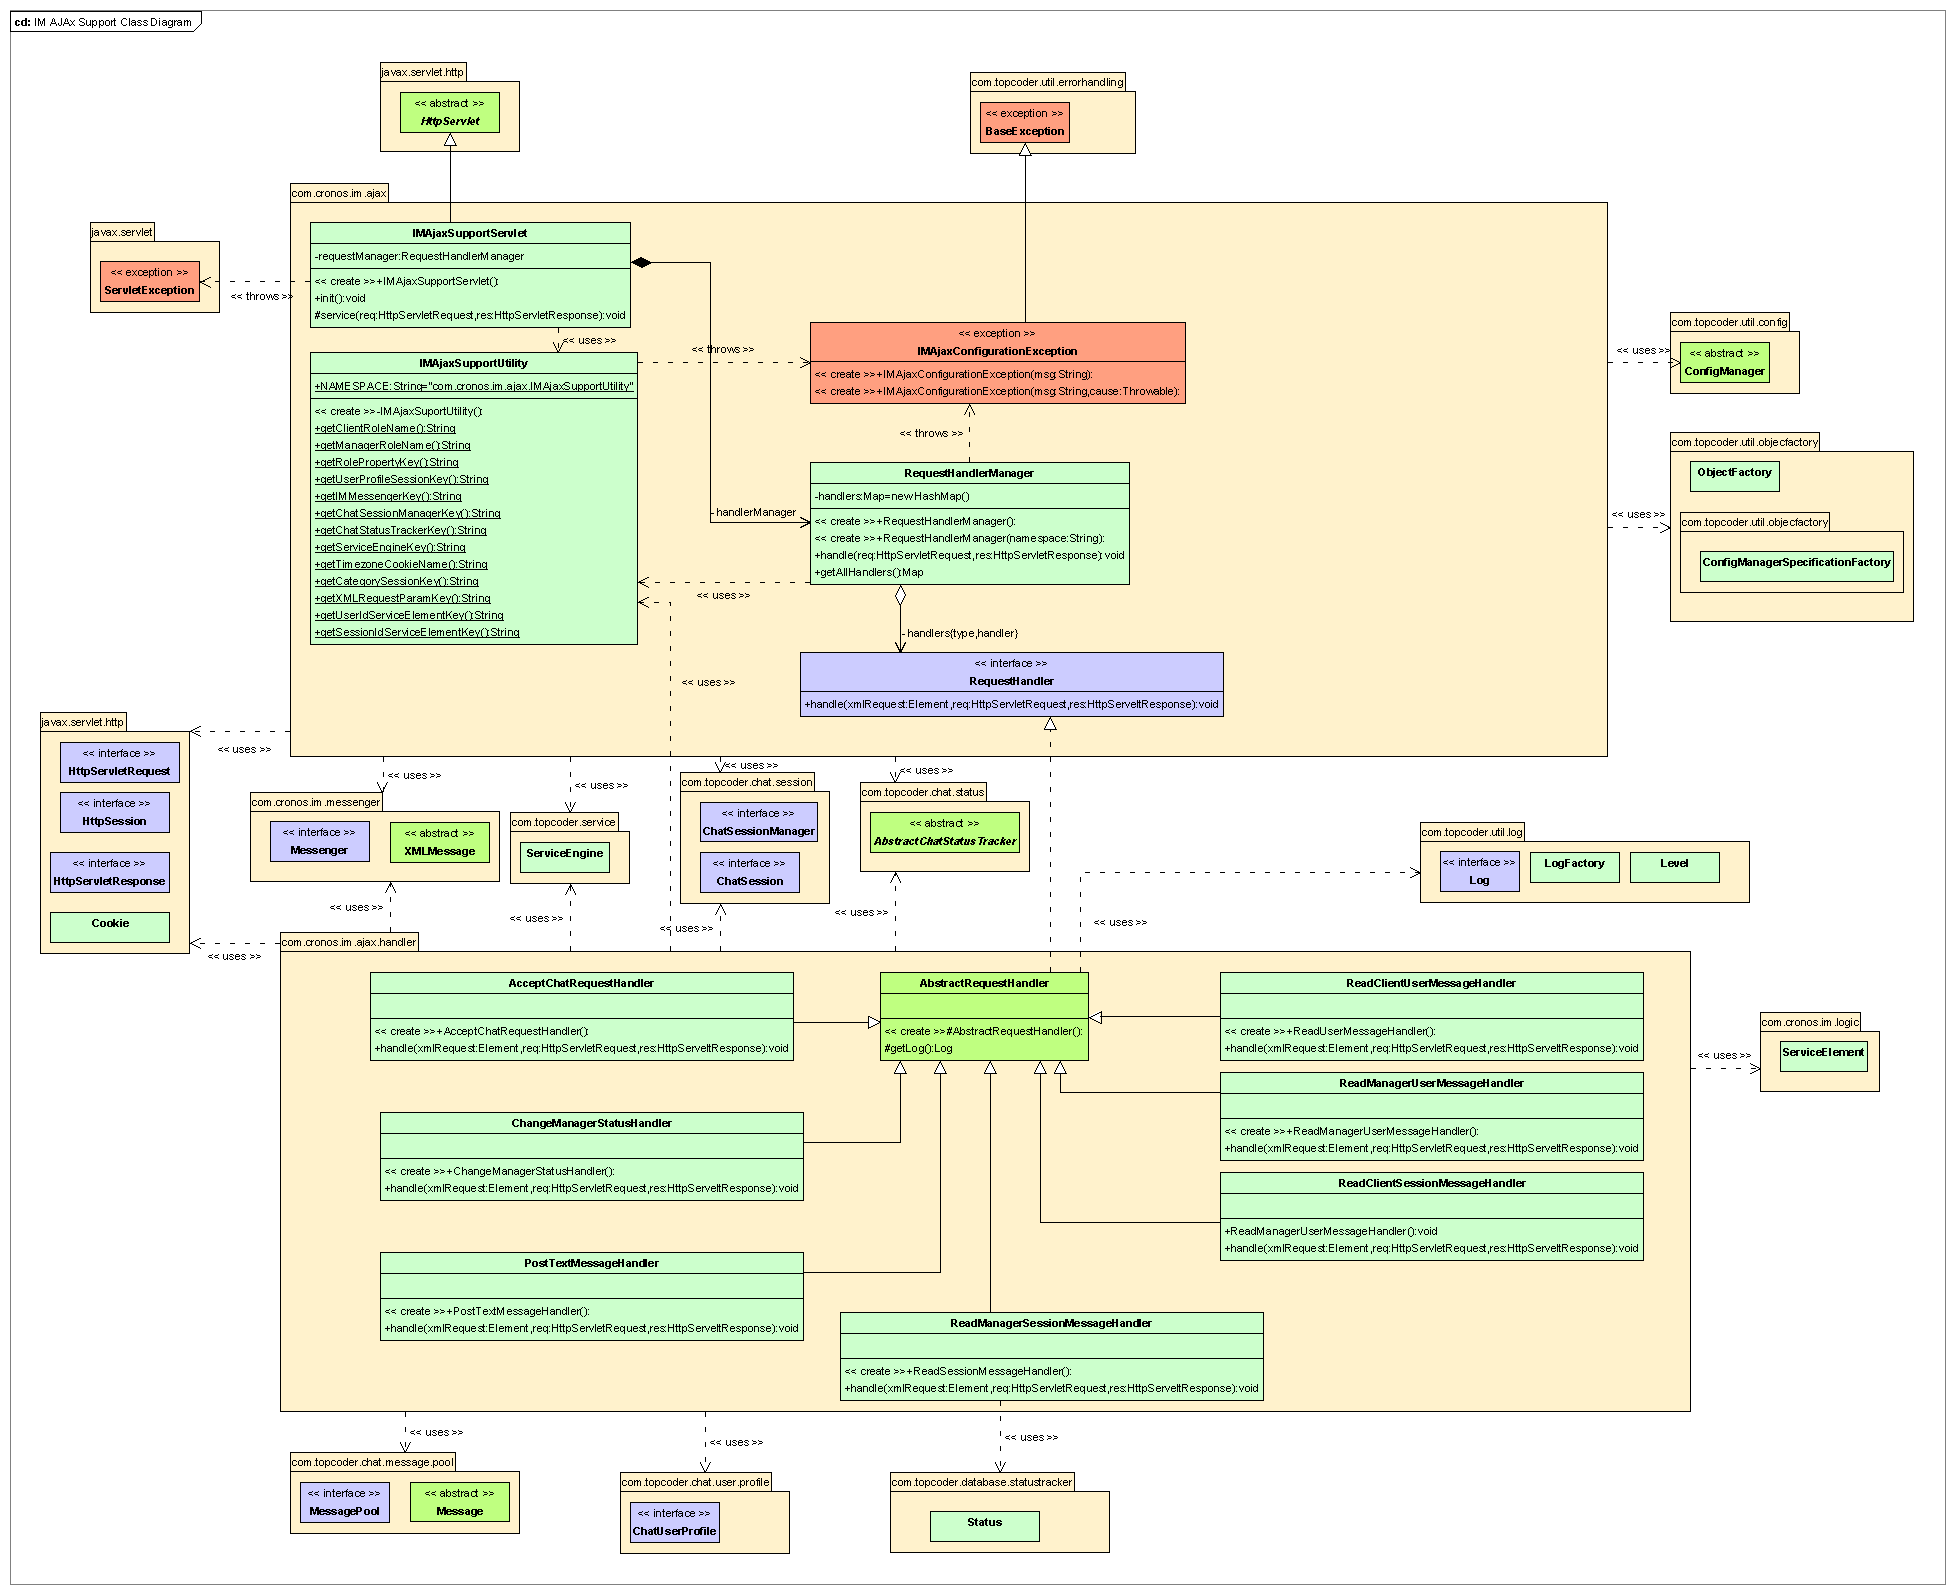 cd: IM AJAx Support Class Diagram
javax.servlet.http
<< abstract >>
HttpServlet
com.topcoder.util.errorhandling
<< exception >>
BaseException
com.cronos.im.ajax
javax.servlet
<< exception >>
ServletException
<< throws >>
IMAjaxSupportServlet
-requestManager:RequestHandlerManager
<< create >>+IMAjaxSupportServlet():
+init():void
#service(req:HttpServletRequest,res:HttpServletResponse):void
<< uses >>
IMAjaxSupportUtility
+NAMESPACE: String="com.cronos.im.ajax.IMAjaxSupportUtility"
<< create >>-IMAjaxSuportUtility():
+getClientRoleName():String
+getManagerRoleName():String
+getRolePropertyKey():String
+getUserProfileSessionKey():String
+getIMMessengerKey():String
+getChatSessionManagerKey():String
+getChatStatusTrackerKey():String
+getServiceEngineKey():String
+getTimezoneCookieName():String
+getCategorySessionKey():String
+getXMLRequestParamKey():String
+getUserIdServiceElementKey():String
+getSessionIdServiceElementKey():String
<< throws >>
<< exception >>
IMAjaxConfigurationException
<< create >>+IMAjaxConfigurationException(msg:String):
<< create >>+IMAjaxConfigurationException(msg:String,cause:Throwable):
<< throws >>
- handlerManager
RequestHandlerManager
-handlers:Map=new HashMap()
<< create >>+RequestHandlerManager():
<< create >>+RequestHandlerManager(namespace:String):
+handle(req:HttpServletRequest,res:HttpServletResponse):void
+getAllHandlers():Map
<< uses >>
- handlers{type,handler}
<< uses >>
<< interface >>
RequestHandler
+handle(xmlRequest:Element,req:HttpServletRequest,res:HttpServeltResponse):void
<< uses >>
com.topcoder.util.config
<< abstract >>
ConfigManager
<< uses >>
com.topcoder.util.objecfactory
ObjectFactory
com.topcoder.util.objecfactory
ConfigManagerSpecificationFactory
javax.servlet.http
<< uses >>
<< interface >>
HttpServletRequest
<< interface >>
HttpSession
<< interface >>
HttpServletResponse
Cookie
<< uses >>
<< uses >>
com.cronos.im.messenger
<< interface >>
Messenger
<< abstract >>
XMLMessage
<< uses >>
<< uses >>
com.topcoder.service
ServiceEngine
<< uses >>
<< uses >>
com.topcoder.chat.session
<< interface >>
ChatSessionManager
<< interface >>
ChatSession
<< uses >>
<< uses >>
com.topcoder.chat.status
<< abstract >>
AbstractChatStatusTracker
<< uses >>
com.topcoder.util.log
<< interface >>
Log
LogFactory
Level
<< uses >>
com.cronos.im.ajax.handler
AcceptChatRequestHandler
<< create >>+AcceptChatRequestHandler():
+handle(xmlRequest:Element,req:HttpServletRequest,res:HttpServeltResponse):void
AbstractRequestHandler
<< create >>#AbstractRequestHandler():
#getLog():Log
ReadClientUserMessageHandler
<< create >>+ReadUserMessageHandler():
+handle(xmlRequest:Element,req:HttpServletRequest,res:HttpServeltResponse):void
ReadManagerUserMessageHandler
<< create >>+ReadManagerUserMessageHandler():
+handle(xmlRequest:Element,req:HttpServletRequest,res:HttpServeltResponse):void
ChangeManagerStatusHandler
<< create >>+ChangeManagerStatusHandler():
+handle(xmlRequest:Element,req:HttpServletRequest,res:HttpServeltResponse):void
ReadClientSessionMessageHandler
+ReadManagerUserMessageHandler():void
+handle(xmlRequest:Element,req:HttpServletRequest,res:HttpServeltResponse):void
PostTextMessageHandler
<< create >>+PostTextMessageHandler():
+handle(xmlRequest:Element,req:HttpServletRequest,res:HttpServeltResponse):void
ReadManagerSessionMessageHandler
<< create >>+ReadSessionMessageHandler():
+handle(xmlRequest:Element,req:HttpServletRequest,res:HttpServeltResponse):void
<< uses >>
com.cronos.im.logic
ServiceElement
<< uses >>
com.topcoder.chat.message.pool
<< interface >>
MessagePool
<< abstract >>
Message
<< uses >>
com.topcoder.chat.user.profile
<< interface >>
ChatUserProfile
<< uses >>
com.topcoder.database.statustracker
Status